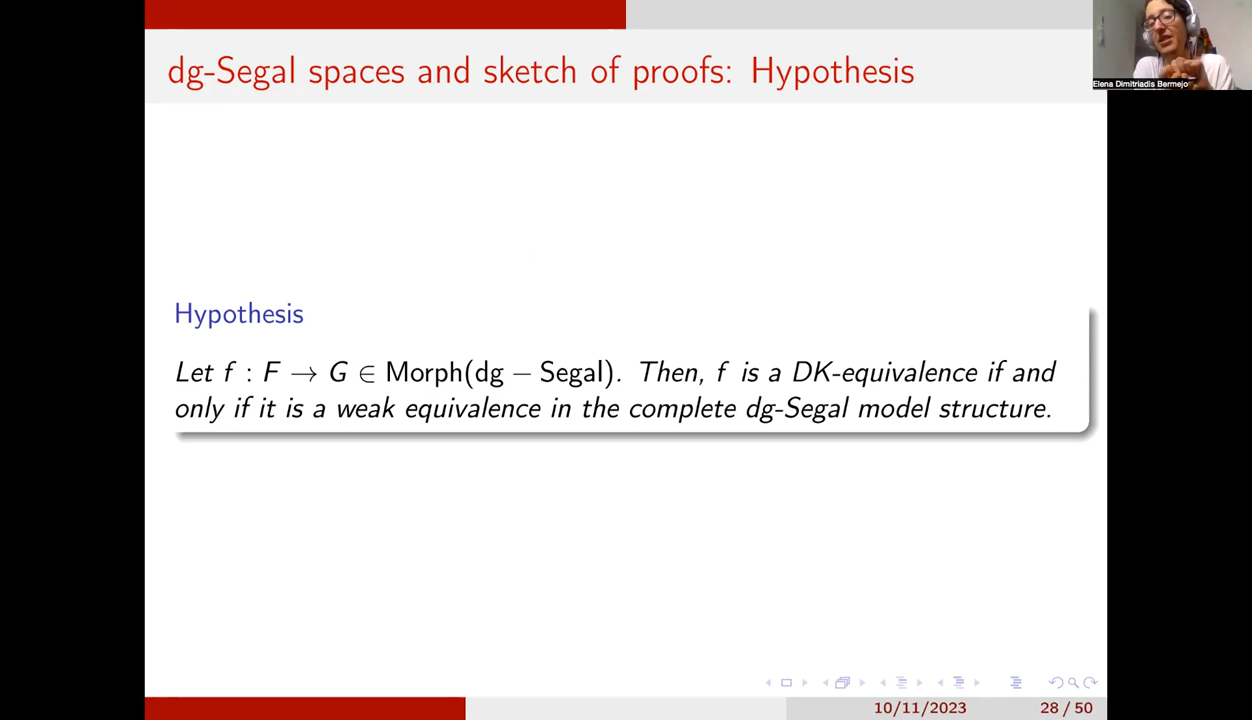 dg-Segal spaces and sketch of proofs: Hypothesis
Elena Dimitriadis Bermejo
Hypothesis
Let f : F → G ∈ Morph(dg − Segal). Then, f is a DK-equivalence if and
only if it is a weak equivalence in the complete dg-Segal model structure.
10/11/2023 28 / 50